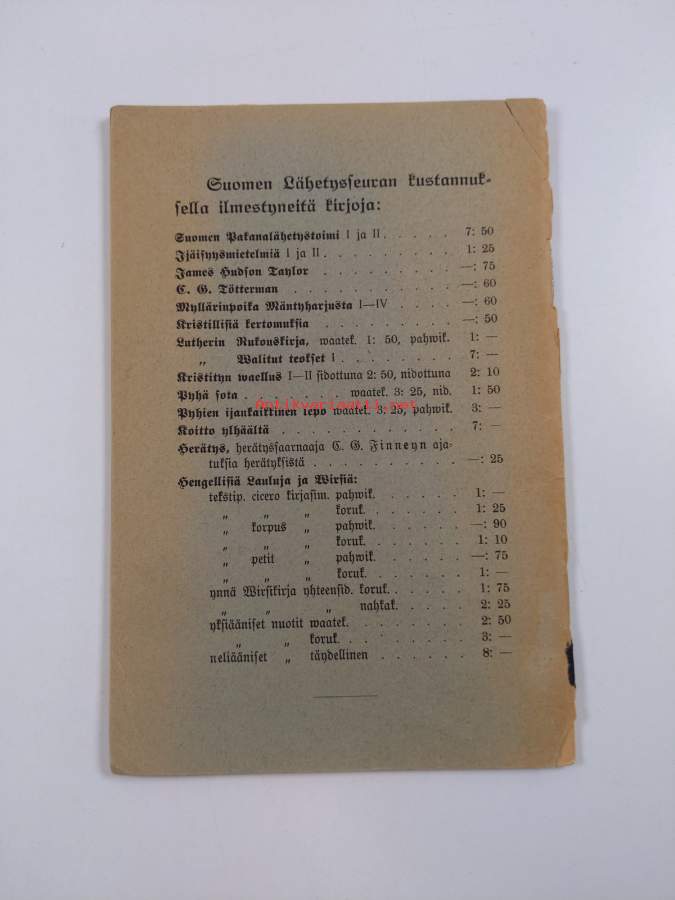 Suomen Lähetysseuran kustannuk-
sella ilmestyneitä kirjoja:
Suomen Pakanalähetystoimi I ja II . . . . . 7: 50
Ijäisyysmietelmiä I ja II . . . . . . . . 1: 25
James Hudson Taylor . . . . . . . . —: 75
C. G. Tötterman . . . . . . . . . . —: 60
Myllärinpoika Mäntyharjusta I—IV . . . . —: 60
Kristillisiä kertomuksia . . . . . . . . —: 50
Lutherin Rukouskirja, waatek. 1: 50, pahwik. 1: —
„ Walitut teokset I . . . . . . . 7: —
Kristityn waellus I—II sidottuna 2: 50, nidottuna 2: 10
Pyhä sota . . . . . . . waatek. 3: 25, nid. 1: 50
Pyhien ijankaikkinen lepo waatek. 3: 25, pahwik. 3: —
Antikvariaatti.net
Koitto ylhäältä . . . . . . . . . . . 7: —
Herätys, herätyssaarnaaja C. G. Finneyn aja-
tuksia herätyksistä . . . . . . . . . —: 25
Hengellisiä Lauluja ja Wirsiä:
tekstip. cicero kirjasim. pahwik. . . . . . 1: —
„ „ „ koruk. . . . . . . 1: 25
„ korpus „ pahwik. . . . . . —: 90
„ „ „ koruk. . . . . . . 1: 10
„ petit „ pahwik. . . . . . —: 75
„ „ „ koruk. . . . . . . 1: —
ynnä Wirsikirja yhteensid. koruk. . . . . . 1: 75
„ „ „ nahkak. . . . . 2: 25
yksiääniset nuotit waatek. . . . . . . . 2: 50
„ „ koruk. . . . . . . . . 3: —
neliääniset „ täydellinen . . . . . . . 8: —